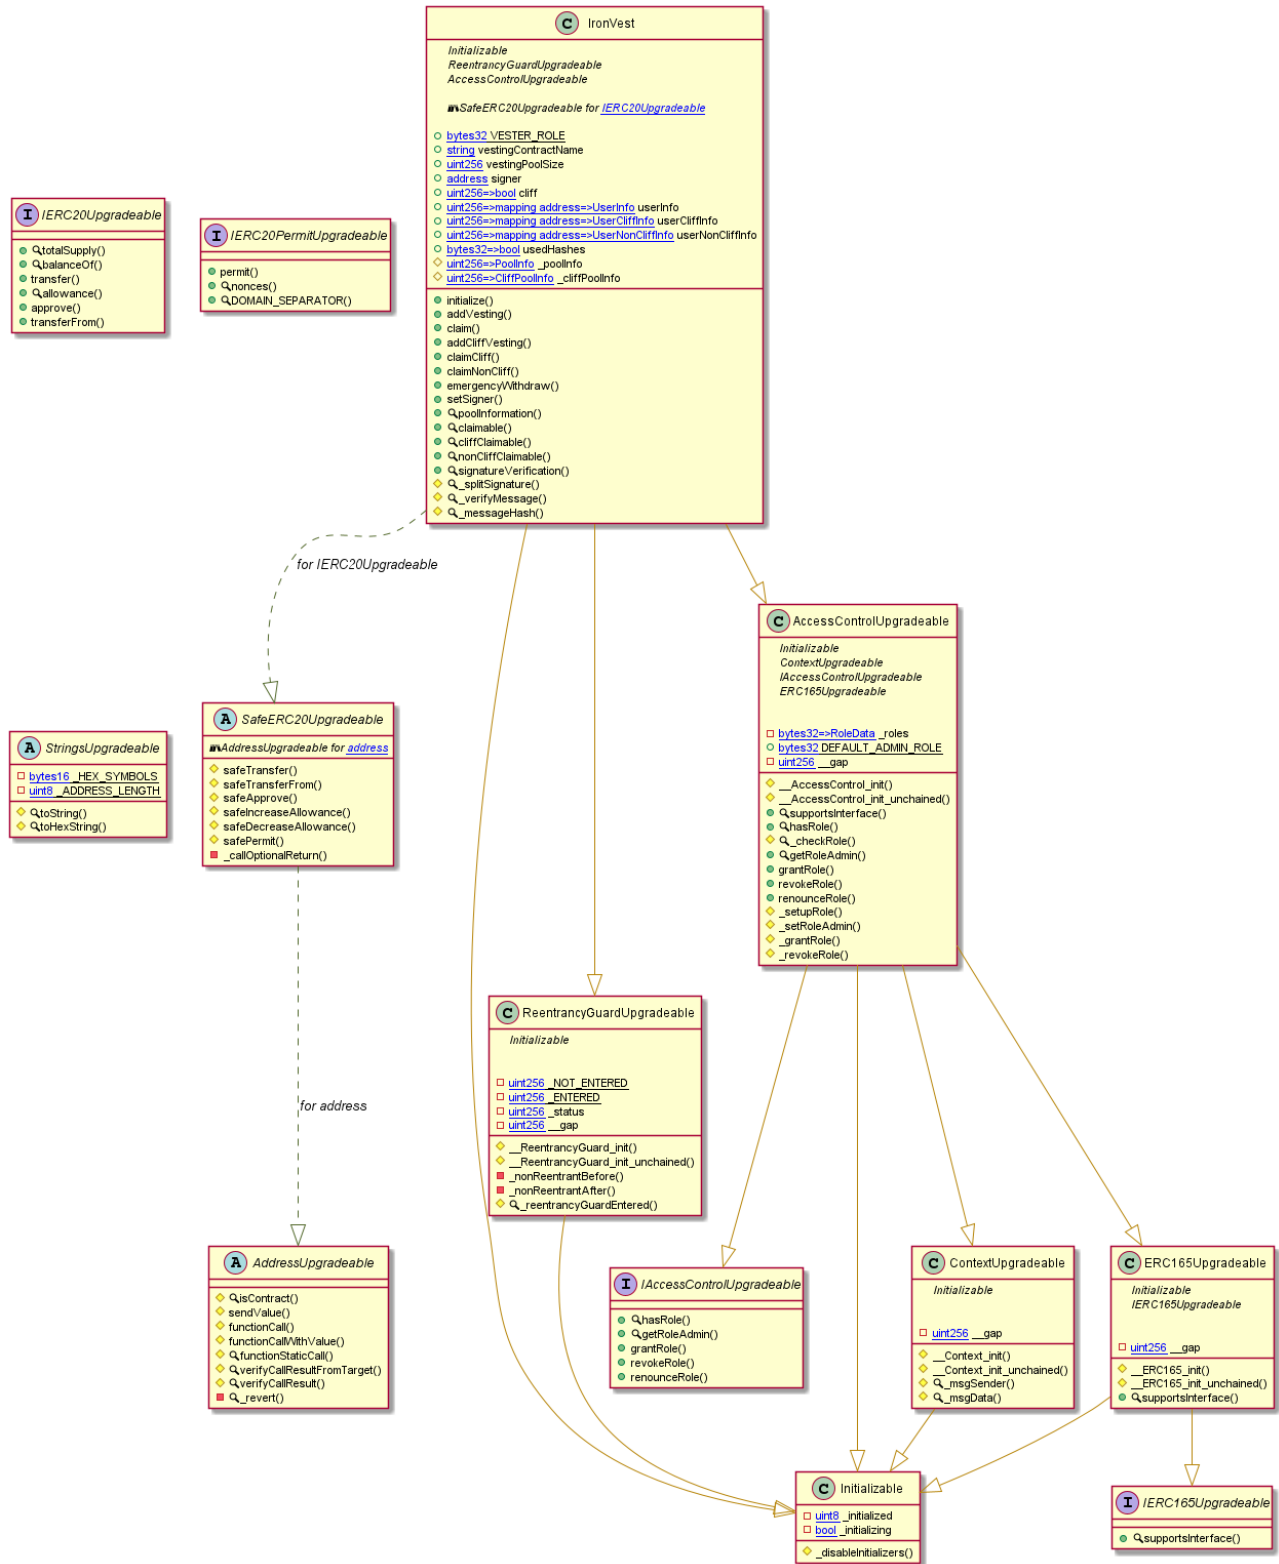 C IronVest
Initializable
ReentrancyGuardUpgradeable
AccessControlUpgradeable
SafeERC20Upgradeable for IERC20Upgradeable
bytes32 VESTER_ROLE
string vestingContractName
uint256 vestingPoolSize
address signer
uint256=>bool cliff
uint256=>mapping address=>UserInfo userInfo
uint256=>mapping address=>UserCliffInfo userCliffInfo
uint256=>mapping address=>UserNonCliffInfo userNonCliffInfo
bytes32=>bool usedHashes
uint256=>PoolInfo _poolInfo
uint256=>CliffPoolInfo _cliffPoolInfo
initialize()
addVesting()
claim()
addCliffVesting()
claimCliff()
claimNonCliff()
emergencyWithdraw()
setSigner()
poolInformation()
claimable()
cliffClaimable()
nonCliffClaimable()
signatureVerification()
_splitSignature()
_verifyMessage()
_messageHash()
I IERC20Upgradeable
totalSupply()
balanceOf()
transfer()
allowance()
approve()
transferFrom()
I IERC20PermitUpgradeable
permit()
nonces()
DOMAIN_SEPARATOR()
for IERC20Upgradeable
C AccessControlUpgradeable
Initializable
ContextUpgradeable
IAccessControlUpgradeable
ERC165Upgradeable
bytes32=>RoleData _roles
bytes32 DEFAULT_ADMIN_ROLE
uint256 __gap
__AccessControl_init()
__AccessControl_init_unchained()
supportsInterface()
hasRole()
_checkRole()
getRoleAdmin()
grantRole()
revokeRole()
renounceRole()
_setupRole()
_setRoleAdmin()
_grantRole()
_revokeRole()
A StringsUpgradeable
bytes16 _HEX_SYMBOLS
uint8 _ADDRESS_LENGTH
toString()
toHexString()
A SafeERC20Upgradeable
AddressUpgradeable for address
safeTransfer()
safeTransferFrom()
safeApprove()
safeIncreaseAllowance()
safeDecreaseAllowance()
safePermit()
_callOptionalReturn()
C ReentrancyGuardUpgradeable
Initializable
uint256 _NOT_ENTERED
uint256 _ENTERED
uint256 _status
uint256 __gap
__ReentrancyGuard_init()
__ReentrancyGuard_init_unchained()
_nonReentrantBefore()
_nonReentrantAfter()
_reentrancyGuardEntered()
for address
A AddressUpgradeable
isContract()
sendValue()
functionCall()
functionCallWithValue()
functionStaticCall()
verifyCallResultFromTarget()
verifyCallResult()
_revert()
I IAccessControlUpgradeable
hasRole()
getRoleAdmin()
grantRole()
revokeRole()
renounceRole()
C ContextUpgradeable
Initializable
uint256 __gap
__Context_init()
__Context_init_unchained()
_msgSender()
_msgData()
C ERC165Upgradeable
Initializable
IERC165Upgradeable
uint256 __gap
__ERC165_init()
__ERC165_init_unchained()
supportsInterface()
C Initializable
uint8 _initialized
bool _initializing
_disableInitializers()
I IERC165Upgradeable
supportsInterface()